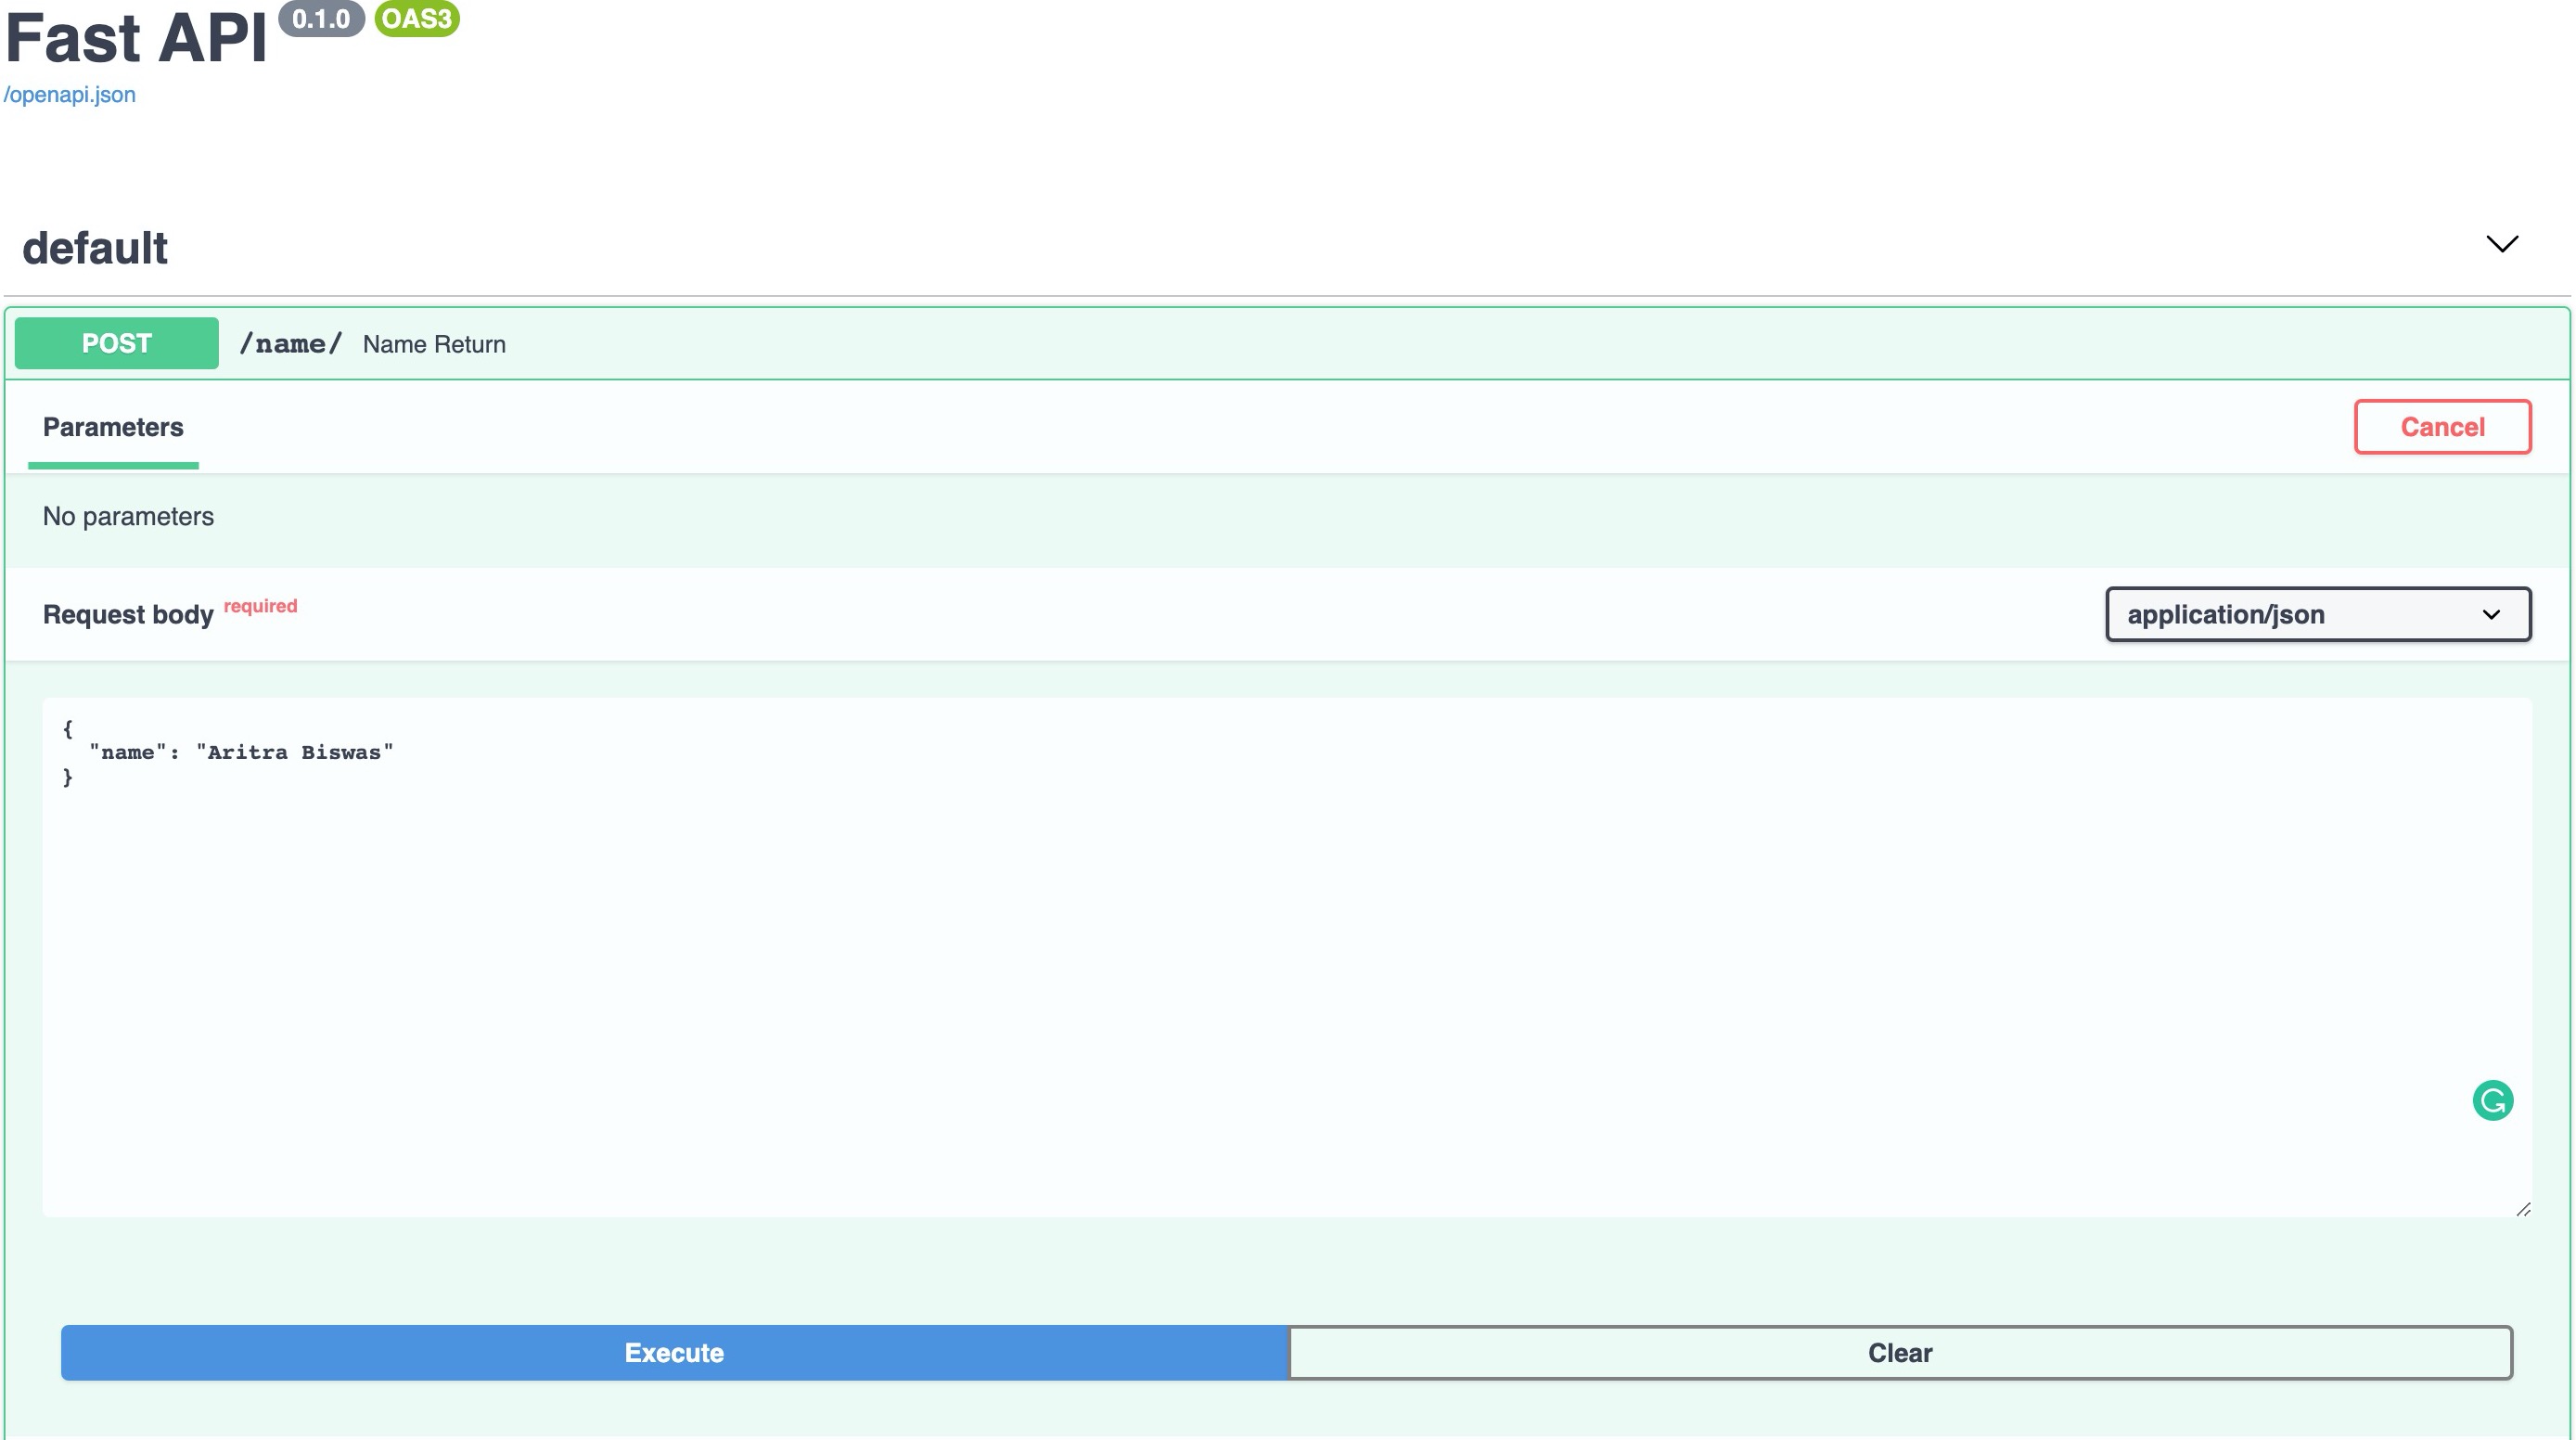 Fast API 0.1.0 OAS3
/openapi.json
default
POST /name/ Name Return
Parameters Cancel
No parameters
Request body required application/json
{
"name": "Aritra Biswas"
}
Execute Clear